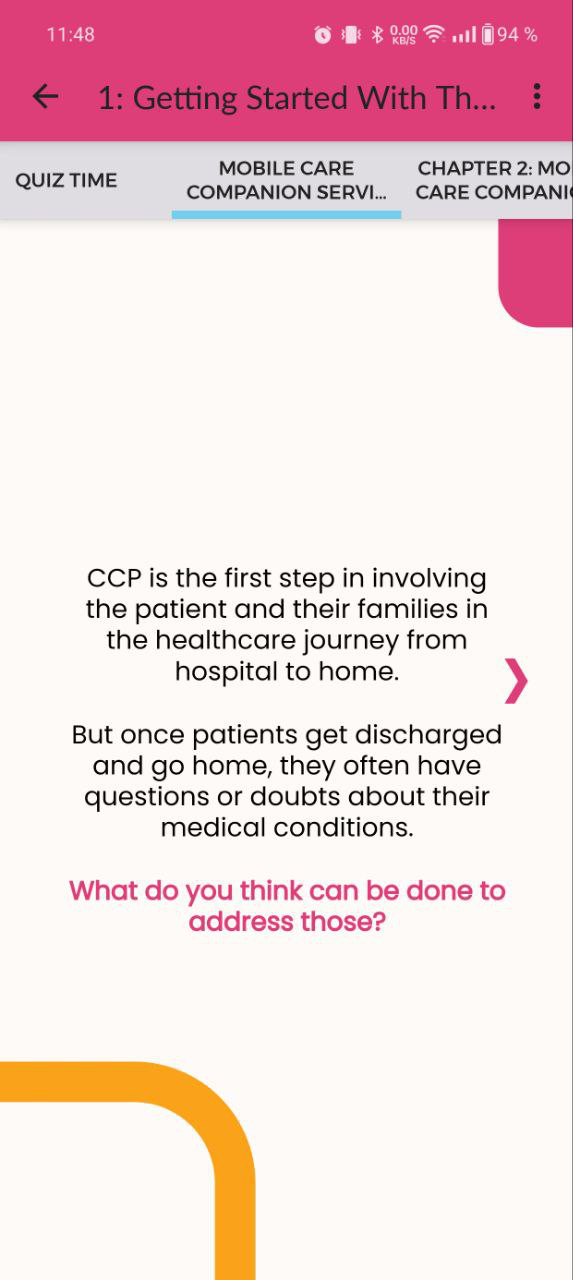 11:48 0.00 KB/S 94 %
1: Getting Started With Th...
QUIZ TIME
MOBILE CARE
COMPANION SERVI...
CHAPTER 2: MO
CARE COMPANI
CCP is the first step in involving
the patient and their families in
the healthcare journey from
hospital to home.
But once patients get discharged
and go home, they often have
questions or doubts about their
medical conditions.
What do you think can be done to
address those?